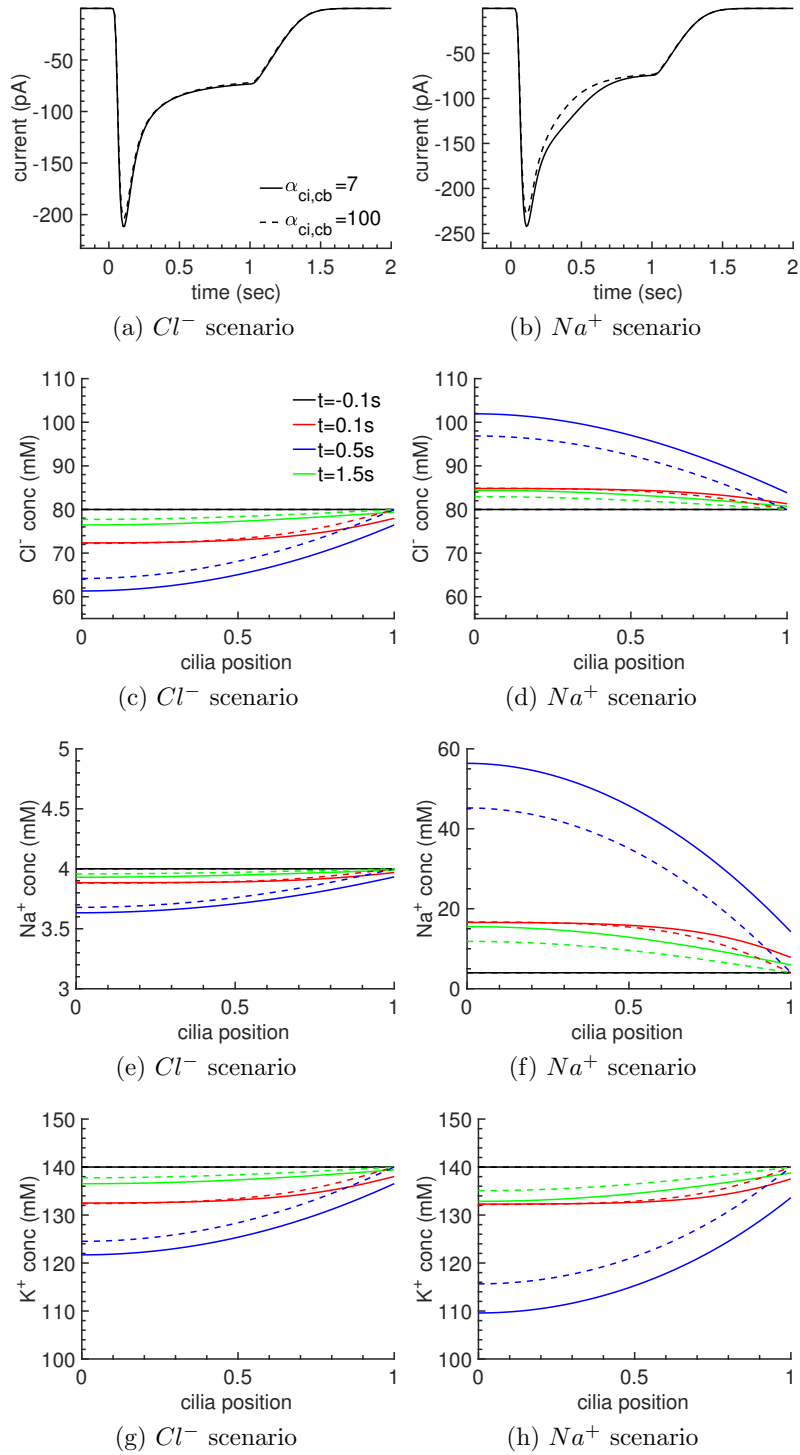 0
-50
-100
-150
-200
current (pA)
α_{ci,cb}=7
α_{ci,cb}=100
0 0.5 1 1.5 2
time (sec)
(a) Cl⁻ scenario
0
-50
-100
-150
-200
-250
current (pA)
0 0.5 1 1.5 2
time (sec)
(b) Na⁺ scenario
110
100
90
80
70
60
Cl⁻ conc (mM)
t=-0.1s
t=0.1s
t=0.5s
t=1.5s
0 0.5 1
cilia position
(c) Cl⁻ scenario
110
100
90
80
70
60
Cl⁻ conc (mM)
0 0.5 1
cilia position
(d) Na⁺ scenario
5
4.5
4
3.5
3
Na⁺ conc (mM)
0 0.5 1
cilia position
(e) Cl⁻ scenario
60
40
20
0
Na⁺ conc (mM)
0 0.5 1
cilia position
(f) Na⁺ scenario
150
140
130
120
110
100
K⁺ conc (mM)
0 0.5 1
cilia position
(g) Cl⁻ scenario
150
140
130
120
110
100
K⁺ conc (mM)
0 0.5 1
cilia position
(h) Na⁺ scenario